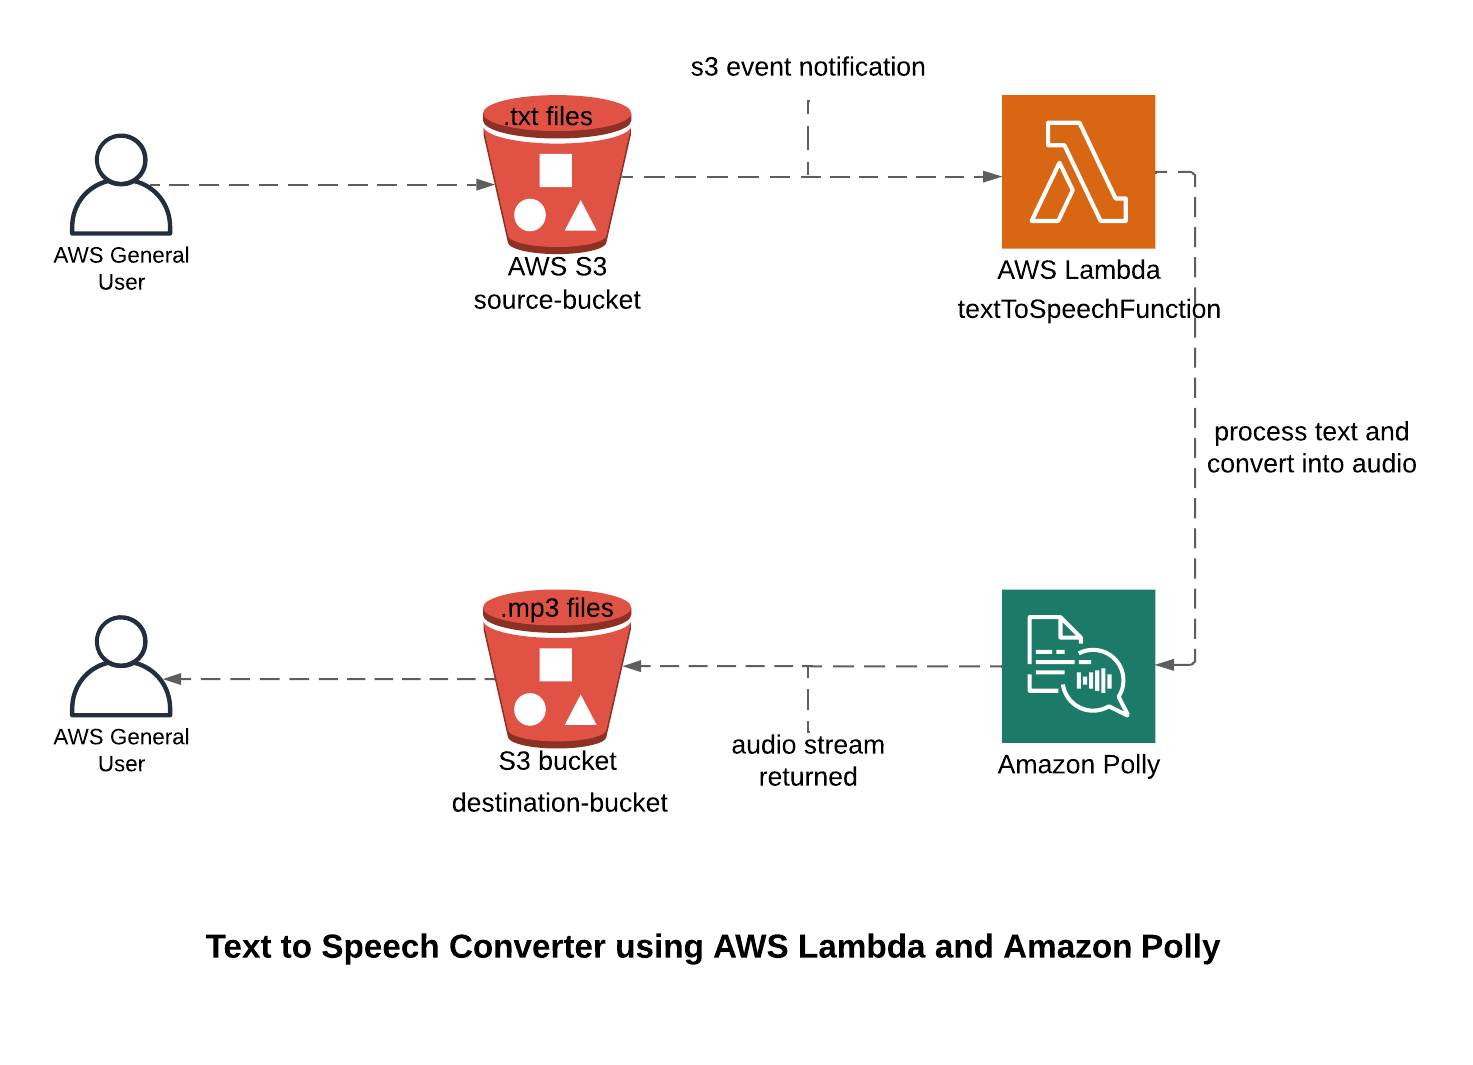 s3 event notification
.txt files
AWS General
User
AWS S3
source-bucket
AWS Lambda
textToSpeechFunction
process text and
convert into audio
.mp3 files
AWS General
User
S3 bucket
destination-bucket
audio stream
returned
Amazon Polly
Text to Speech Converter using AWS Lambda and Amazon Polly